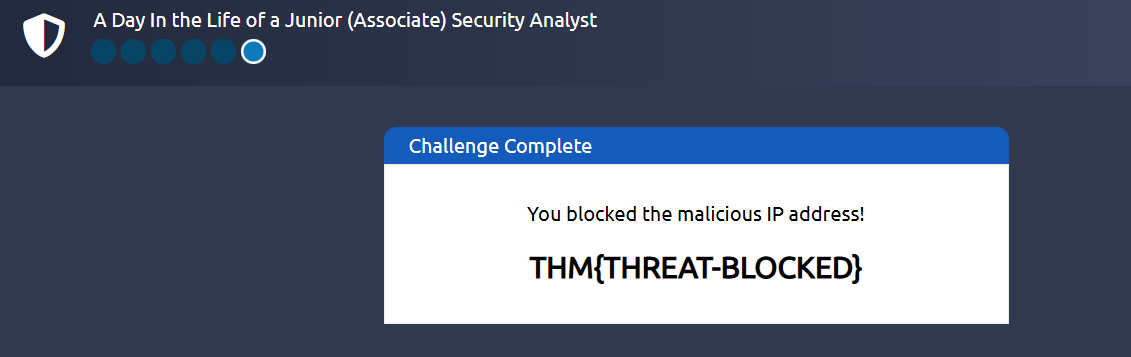 A Day In the Life of a Junior (Associate) Security Analyst
Challenge Complete
You blocked the malicious IP address!
THM{THREAT-BLOCKED}